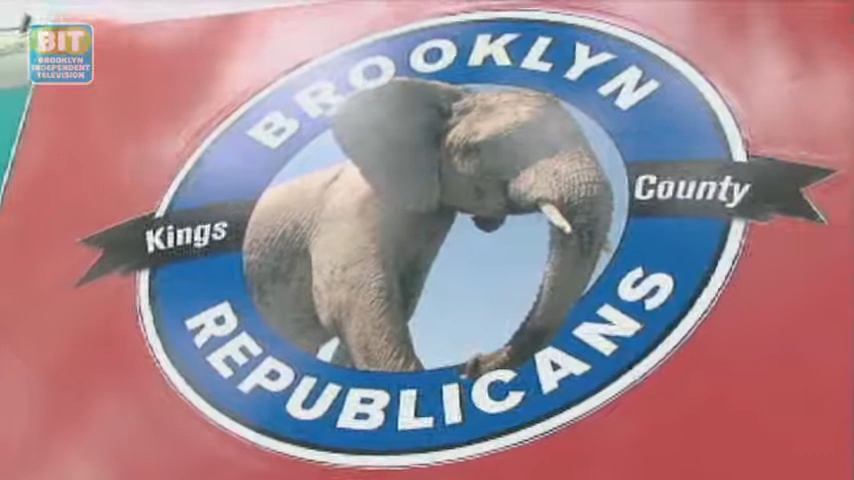 BIT
BROOKLYN
INDEPENDENT
TELEVISION
BROOKLYN
Kings County
REPUBLICANS